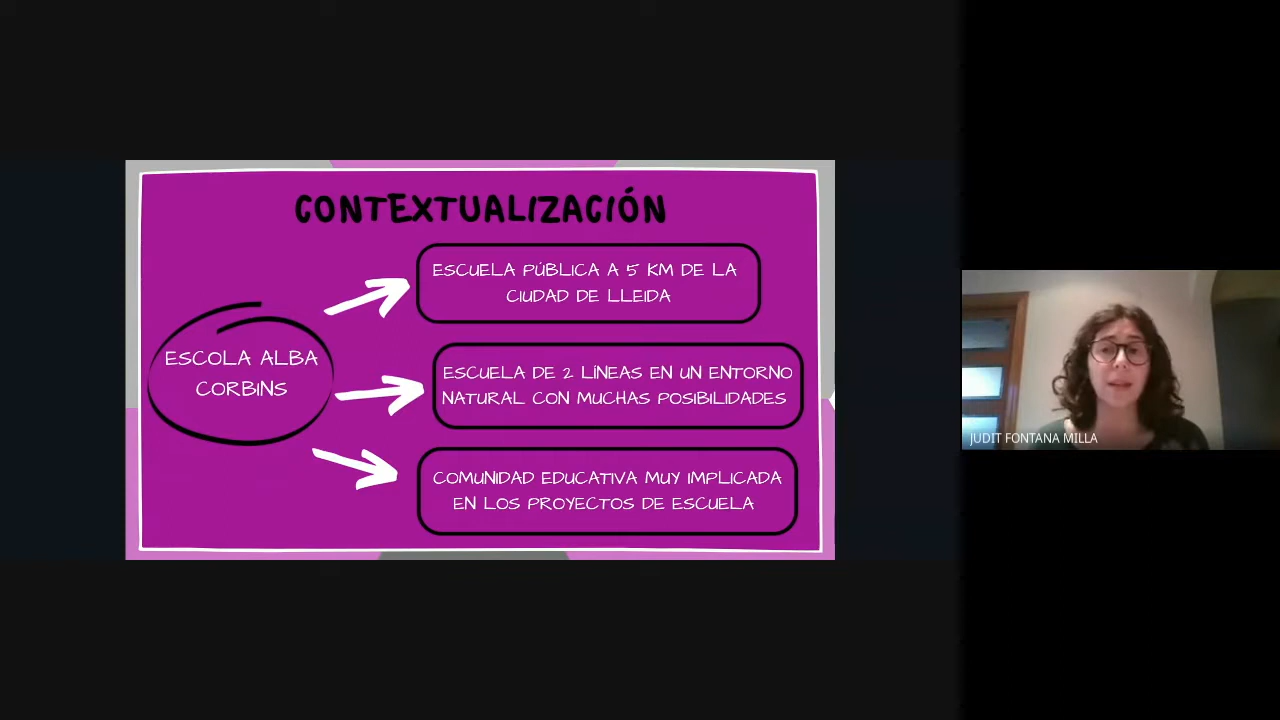 CONTEXTUALIZACIÓN
ESCUELA PÚBLICA A 5 KM DE LA
CIUDAD DE LLEIDA
ESCOLA ALBA
CORBINS
ESCUELA DE 2 LÍNEAS EN UN ENTORNO
NATURAL CON MUCHAS POSIBILIDADES
COMUNIDAD EDUCATIVA MUY IMPLICADA
EN LOS PROYECTOS DE ESCUELA
JUDIT FONTANA MILLA